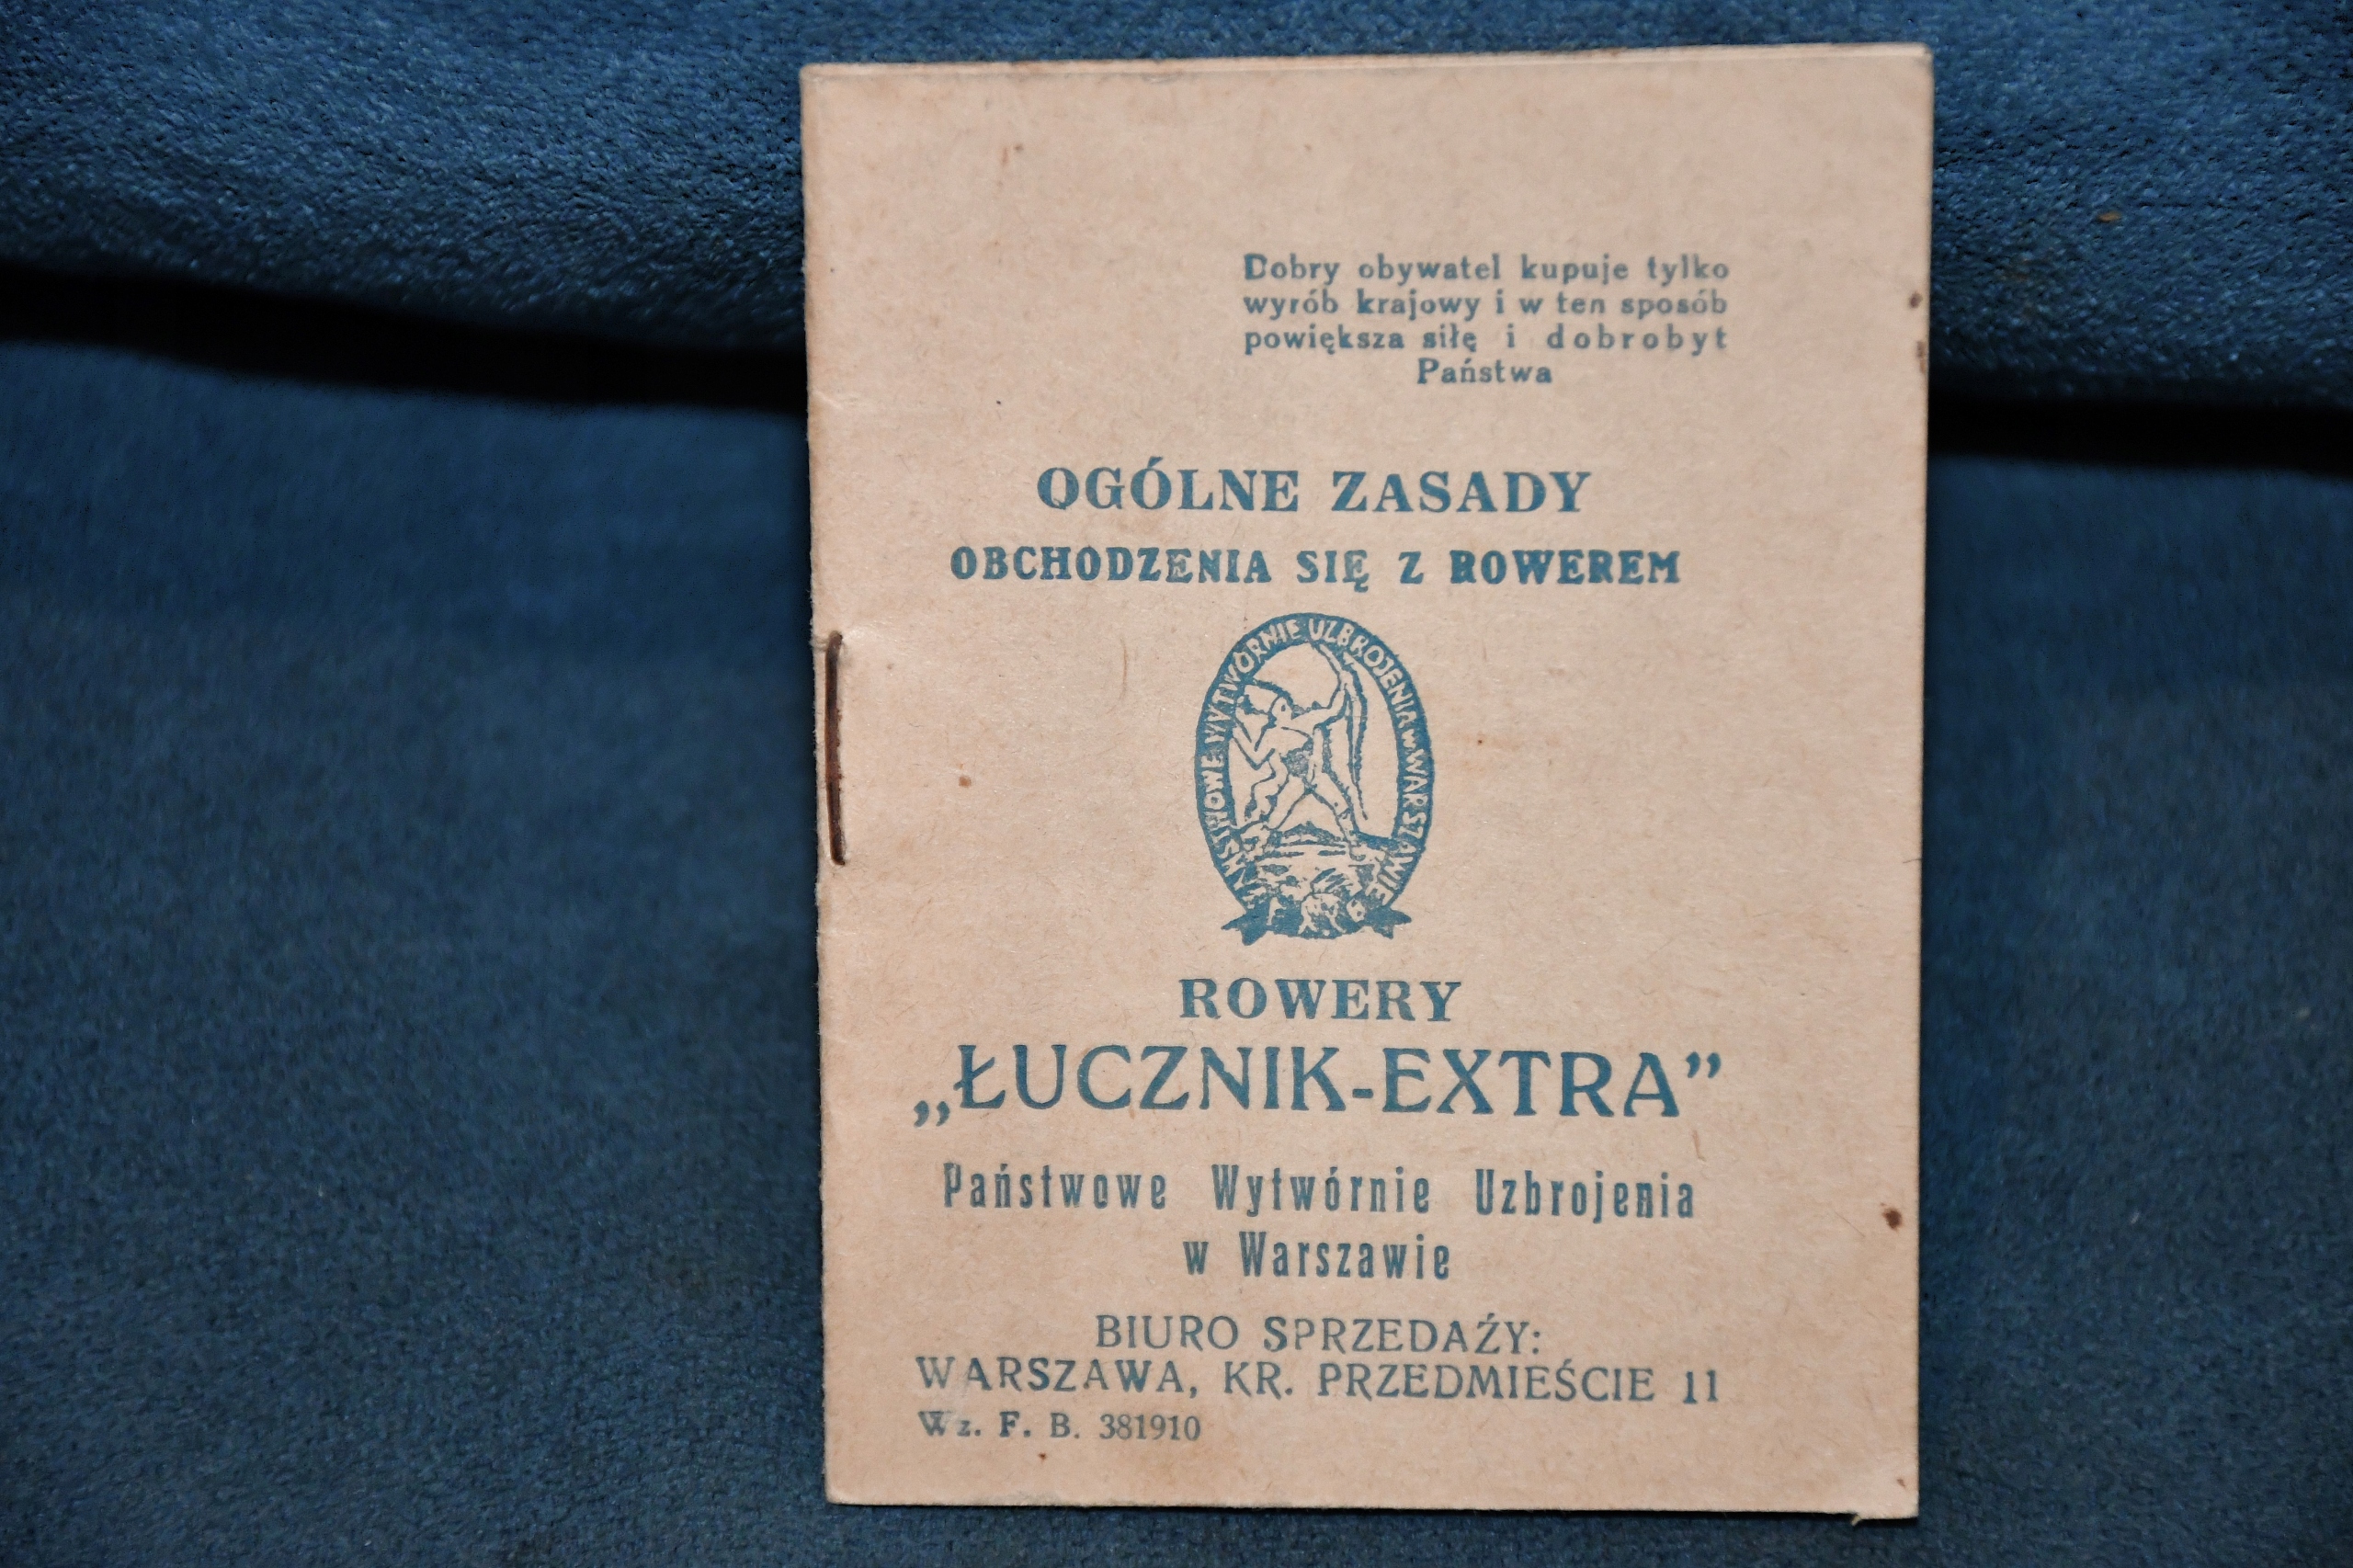 Dobry obywatel kupuje tylko
wyrób krajowy i w ten sposób
powiększa siłę i dobrobyt
Państwa
OGÓLNE ZASADY
OBCHODZENIA SIĘ Z ROWEREM
PAŃSTWOWE WYTWÓRNIE UZBROJENIA w WARSZAWIE
ROWERY
„ŁUCZNIK-EXTRA”
Państwowe Wytwórnie Uzbrojenia
w Warszawie
BIURO SPRZEDAŹY:
WARSZAWA, KR. PRZEDMIEŚCIE 11
Wz. F. B. 381910